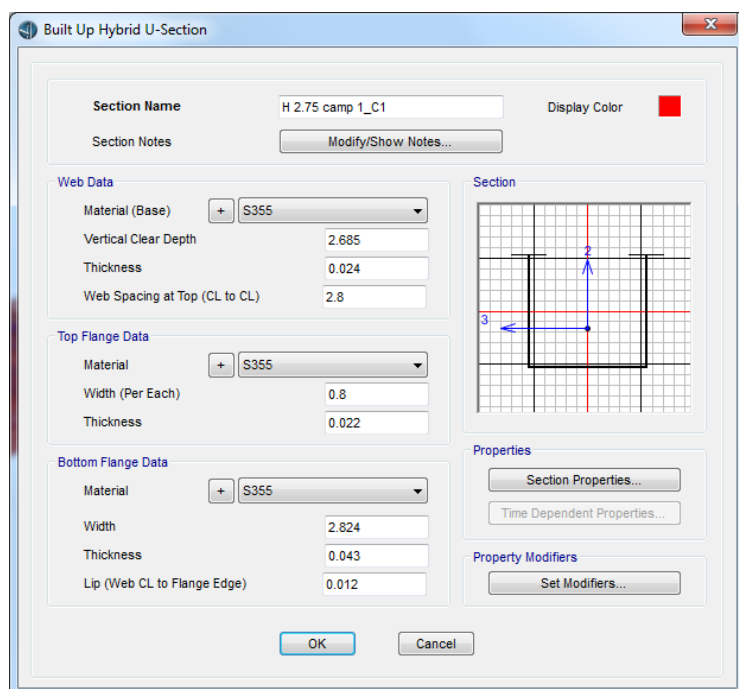 Built Up Hybrid U-Section
Section Name H 2.75 camp 1_C1 Display Color
Section Notes Modify/Show Notes...
Web Data
Material (Base) + S355
Vertical Clear Depth 2.685
Thickness 0.024
Web Spacing at Top (CL to CL) 2.8
Section
2
3
Top Flange Data
Material + S355
Width (Per Each) 0.8
Thickness 0.022
Bottom Flange Data
Material + S355
Width 2.824
Thickness 0.043
Lip (Web CL to Flange Edge) 0.012
Properties
Section Properties...
Time Dependent Properties...
Property Modifiers
Set Modifiers...
OK Cancel